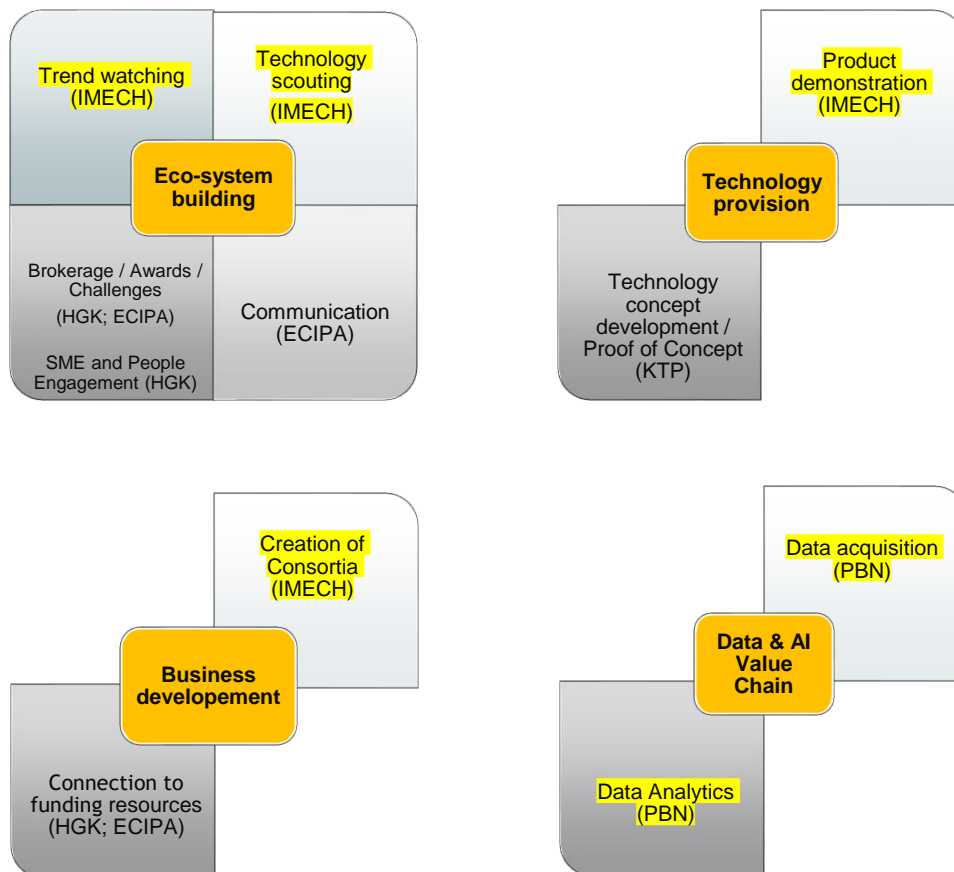 Trend watching
(IMECH)
Technology
scouting
(IMECH)
Eco-system
building
Brokerage / Awards /
Challenges
(HGK; ECIPA)
SME and People
Engagement (HGK)
Communication
(ECIPA)
Product
demonstration
(IMECH)
Technology
provision
Technology
concept
development /
Proof of Concept
(KTP)
Creation of
Consortia
(IMECH)
Business
developement
Connection to
funding resources
(HGK; ECIPA)
Data acquisition
(PBN)
Data & AI
Value
Chain
Data Analytics
(PBN)